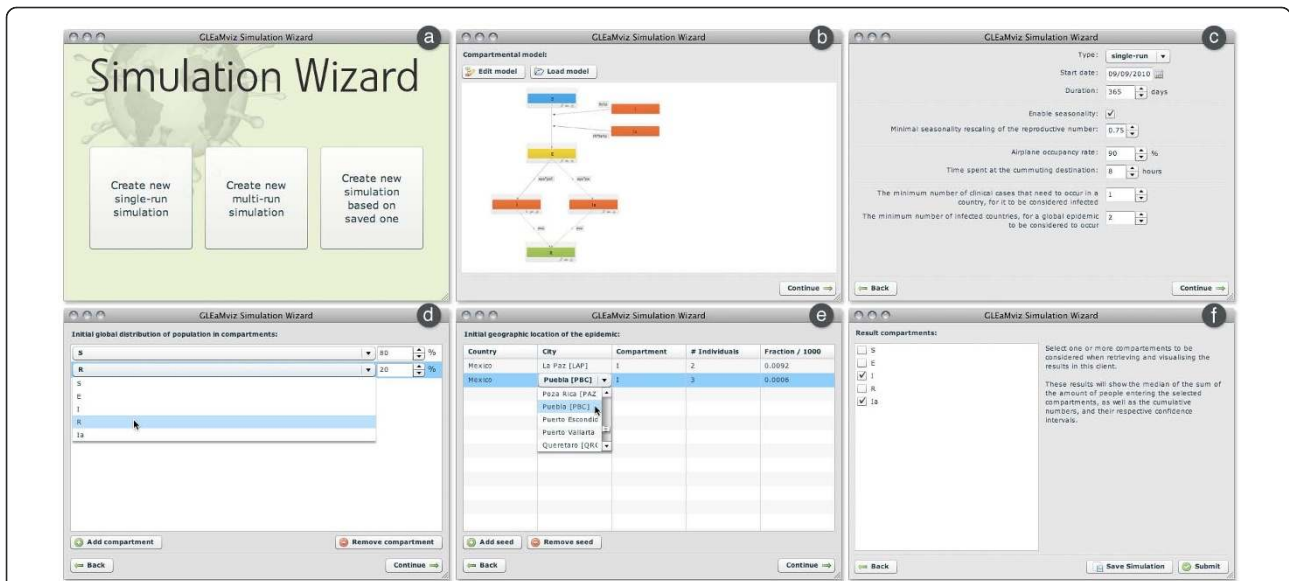 GLEaMviz Simulation Wizard
a
Simulation Wizard
Create new
single-run
simulation
Create new
multi-run
simulation
Create new
simulation
based on
saved one
GLEaMviz Simulation Wizard
b
Compartmental model:
Edit model
Load model
Continue
GLEaMviz Simulation Wizard
c
Type: single-run
Start date: 09/09/2010
Duration: 365 days
Enable seasonality:
Minimal seasonality rescaling of the reproductive number: 0.75
Airplane occupancy rate: 90 %
Time spent at the cummuting destination: 8 hours
The minimum number of clinical cases that need to occur in a
country, for it to be considered infected
1
The minimum number of infected countries, for a global epidemic
to be considered to occur
2
Back
Continue
GLEaMviz Simulation Wizard
d
Initial global distribution of population in compartments:
S 80 %
R 20 %
S
E
I
R
Ia
Add compartment
Remove compartment
Back
Continue
GLEaMviz Simulation Wizard
e
Initial geographic location of the epidemic:
Country City Compartment # Individuals Fraction / 1000
Mexico La Paz [LAP] I 2 0.0092
Mexico Puebla [PBC] I 3 0.0006
Poza Rica [PAZ
Puebla [PBC]
Puerto Escondid
Puerto Vallarta
Queretaro [QRO
Add seed
Remove seed
Back
Continue
GLEaMviz Simulation Wizard
f
Result compartments:
S
E
I
R
Ia
Select one or more compartements to be
considered when retrieving and visualising the
results in this client.
These results will show the median of the sum of
the amount of people entering the selected
compartments, as well as the cumulative
numbers, and their respective confidence
intervals.
Back
Save Simulation
Submit